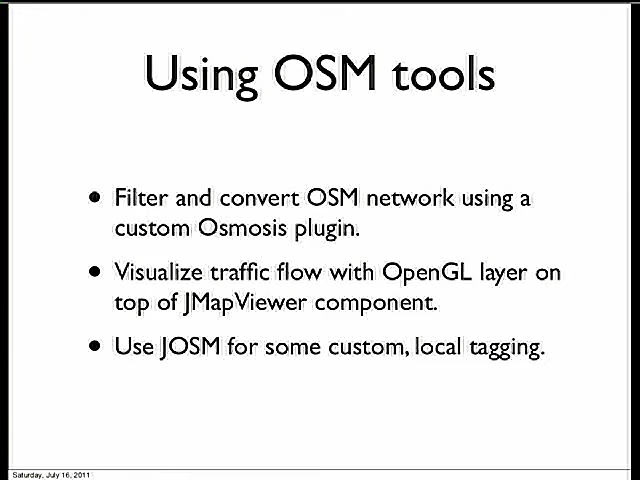 Using OSM tools
• Filter and convert OSM network using a
custom Osmosis plugin.
• Visualize traffic flow with OpenGL layer on
top of JMapViewer component.
• Use JOSM for some custom, local tagging.
Saturday, July 16, 2011